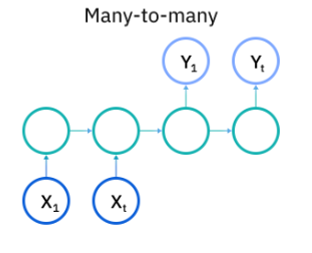 Many-to-many
Y₁ Yₜ
X₁ Xₜ